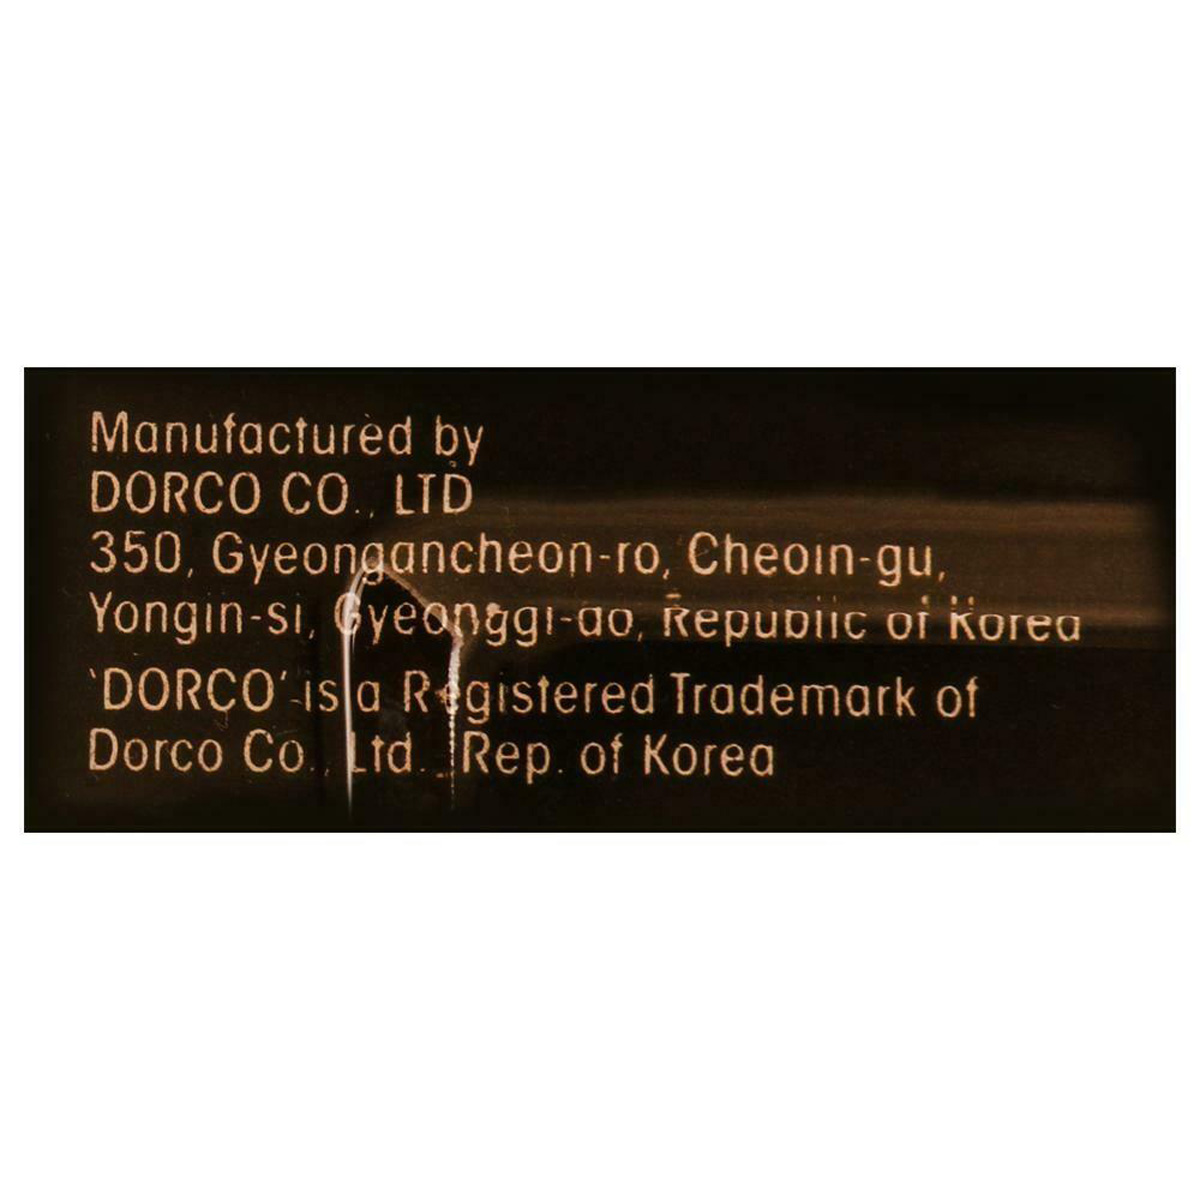 Manufactured by
DORCO CO., LTD
350, Gyeongancheon-ro, Cheoin-gu,
Yongin-si, Gyeonggi-do, Republic of Korea
'DORCO' is a Registered Trademark of
Dorco Co., Ltd. Rep. of Korea